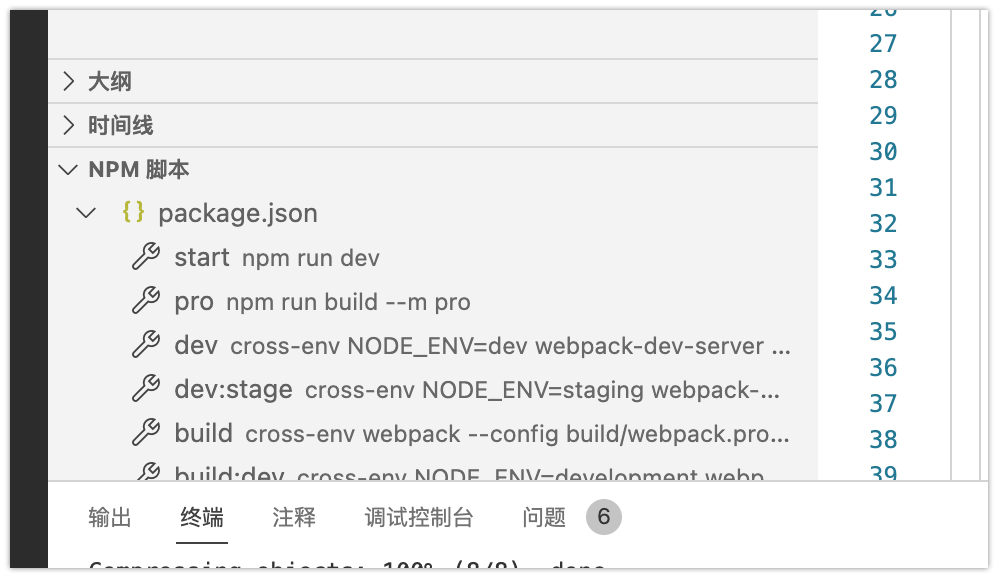 大纲
时间线
NPM 脚本
{} package.json
start npm run dev
pro npm run build --m pro
dev cross-env NODE_ENV=dev webpack-dev-server ...
dev:stage cross-env NODE_ENV=staging webpack-...
build cross-env webpack --config build/webpack.pro...
build:dev cross-env NODE_ENV=development webp
26
27
28
29
30
31
32
33
34
35
36
37
38
39
输出 终端 注释 调试控制台 问题 6
Compressing objects: 100% (8/8), done.